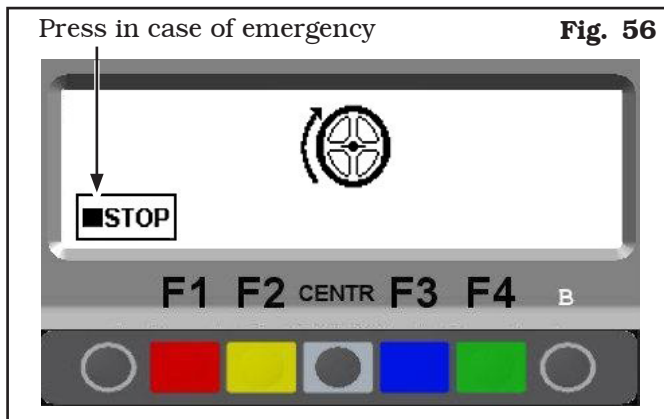 Press in case of emergency Fig. 56
■STOP
F1 F2 CENTR F3 F4 B